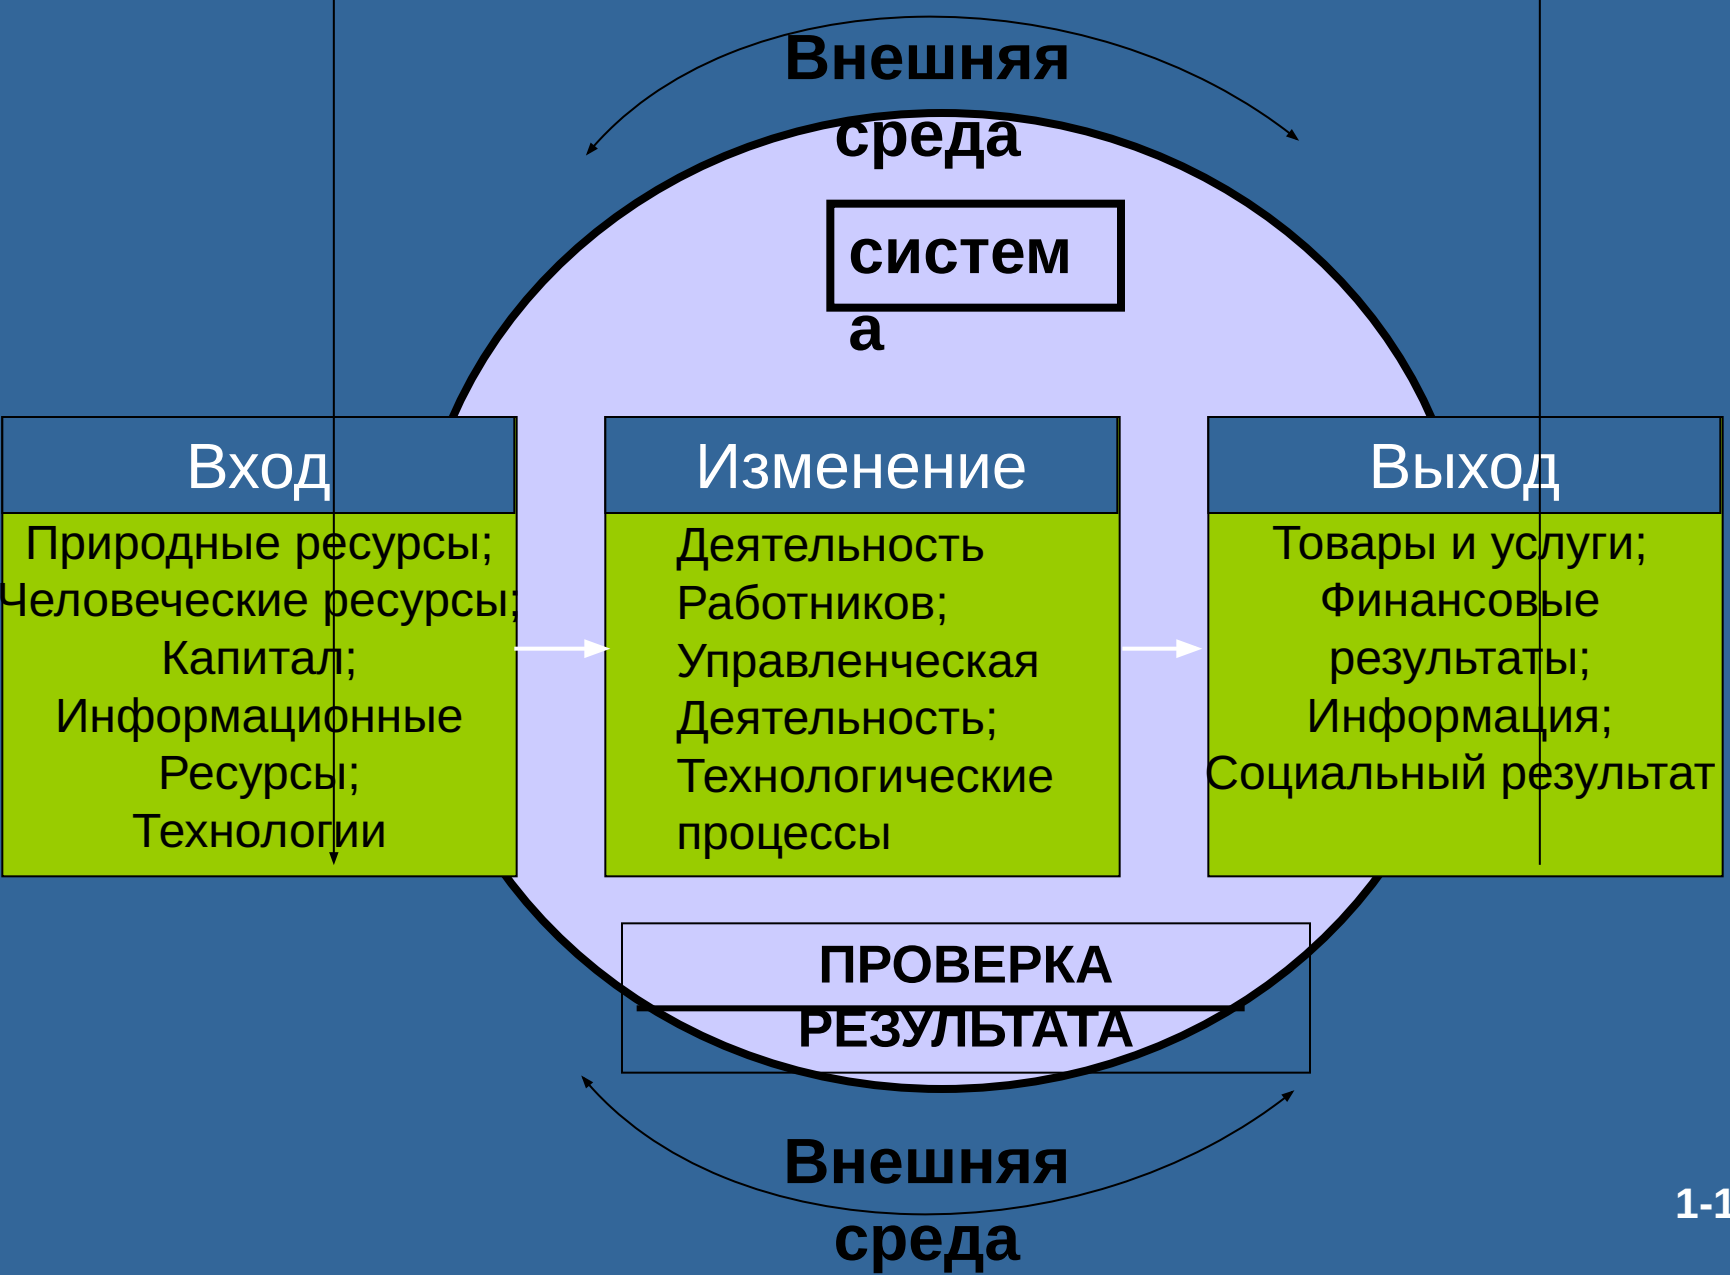 Внешняя
среда
систем
а
Вход
Природные ресурсы;
Человеческие ресурсы;
Капитал;
Информационные
Ресурсы;
Технологии
Изменение
Деятельность
Работников;
Управленческая
Деятельность;
Технологические
процессы
Выход
Товары и услуги;
Финансовые
результаты;
Информация;
Социальный результат
ПРОВЕРКА
РЕЗУЛЬТАТА
Внешняя
среда
1-1